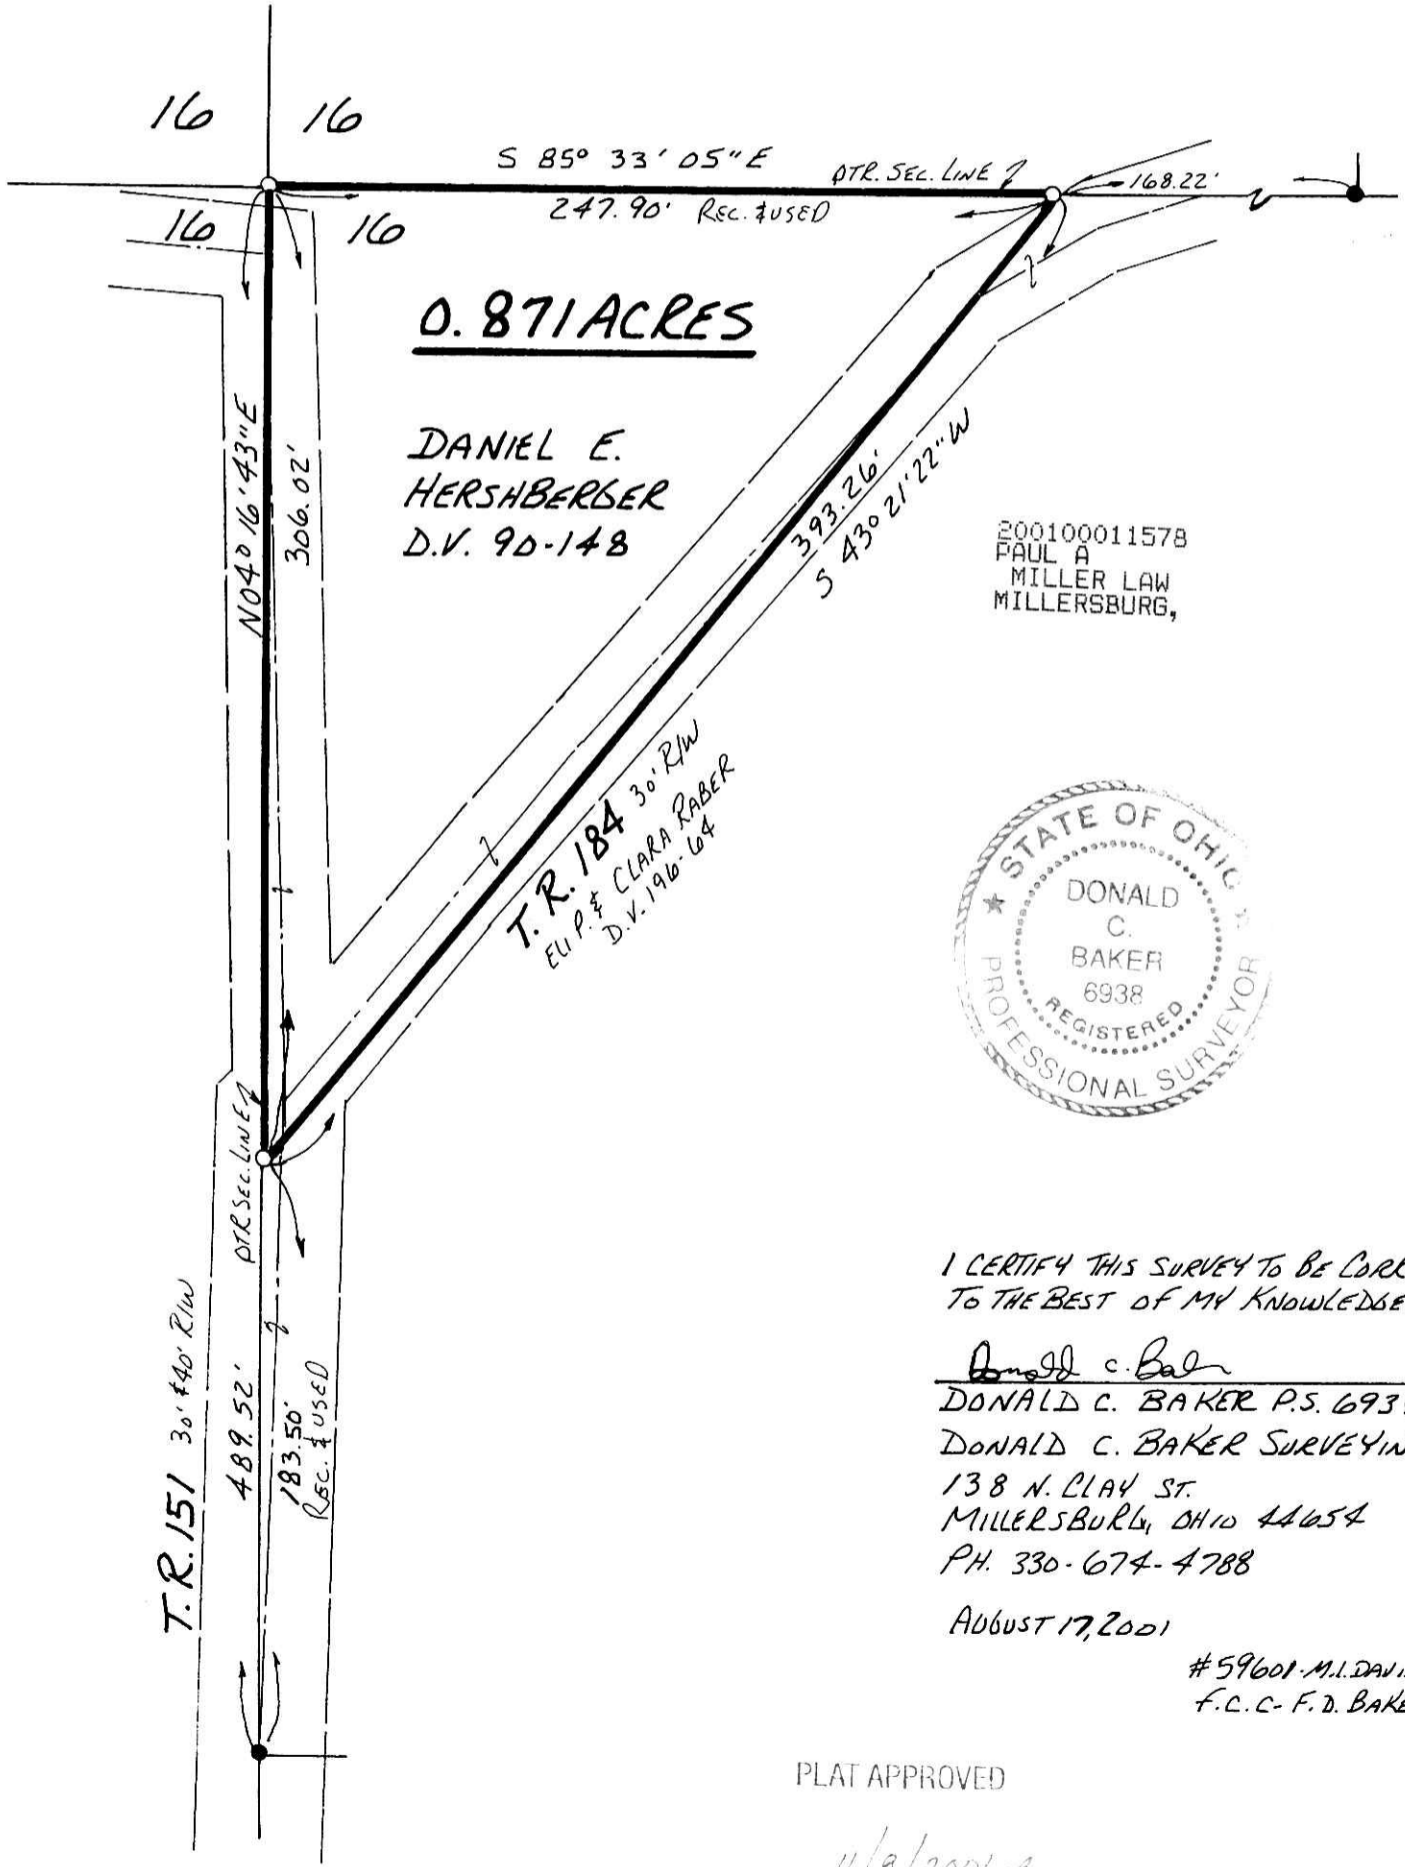 16 16
S 85° 33' 05" E QTR. SEC. LINE 168.22'
247.90' REC. & USED
16 16
0.871 ACRES
N 04° 16' 43" E
306.02'
DANIEL E.
HERSHBERGER
D.V. 90-148
393.26'
S 43° 21' 22" W
200100011578
PAUL A
MILLER LAW
MILLERSBURG,
T.R. 184 30' R/W
ELI P. & CLARA RABER
D.V. 196-64
STATE OF OHIO
DONALD
C.
BAKER
6938
REGISTERED
PROFESSIONAL SURVEYOR
QTR SEC. LINE
T.R. 151 30' & 40' R/W
489.52'
183.50'
REC. & USED
I CERTIFY THIS SURVEY TO BE
TO THE BEST OF MY KNOWLEDGE
Donald C. Baker
DONALD C. BAKER P.S. 693
DONALD C. BAKER SURVEYIN
138 N. CLAY ST.
MILLERSBURG, OHIO 44654
PH. 330-674-4788
AUGUST 17, 2001
#59601-M.I. DAVI
F.C.C- F.D. BAKE
PLAT APPROVED